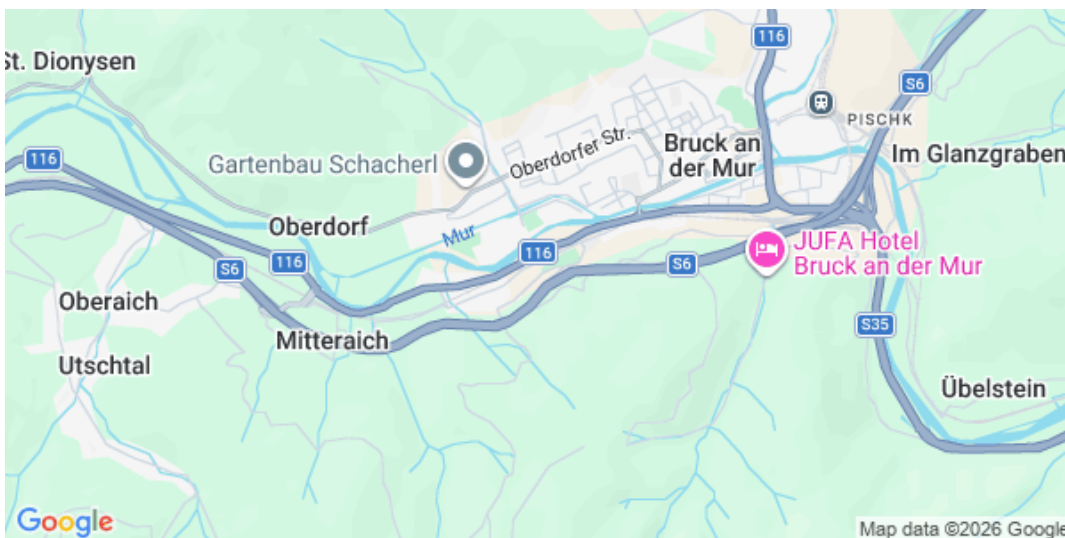 116
S6
St. Dionysen
PISCHK
116
Gartenbau Schacherl
Oberdorfer Str.
Bruck an
der Mur
Im Glanzgraben
Oberdorf
Mur
116
116
S6
S6
JUFA Hotel
Bruck an der Mur
Oberaich
Mitteraich
S35
Utschtal
Übelstein
Google
Map data ©2026 Google